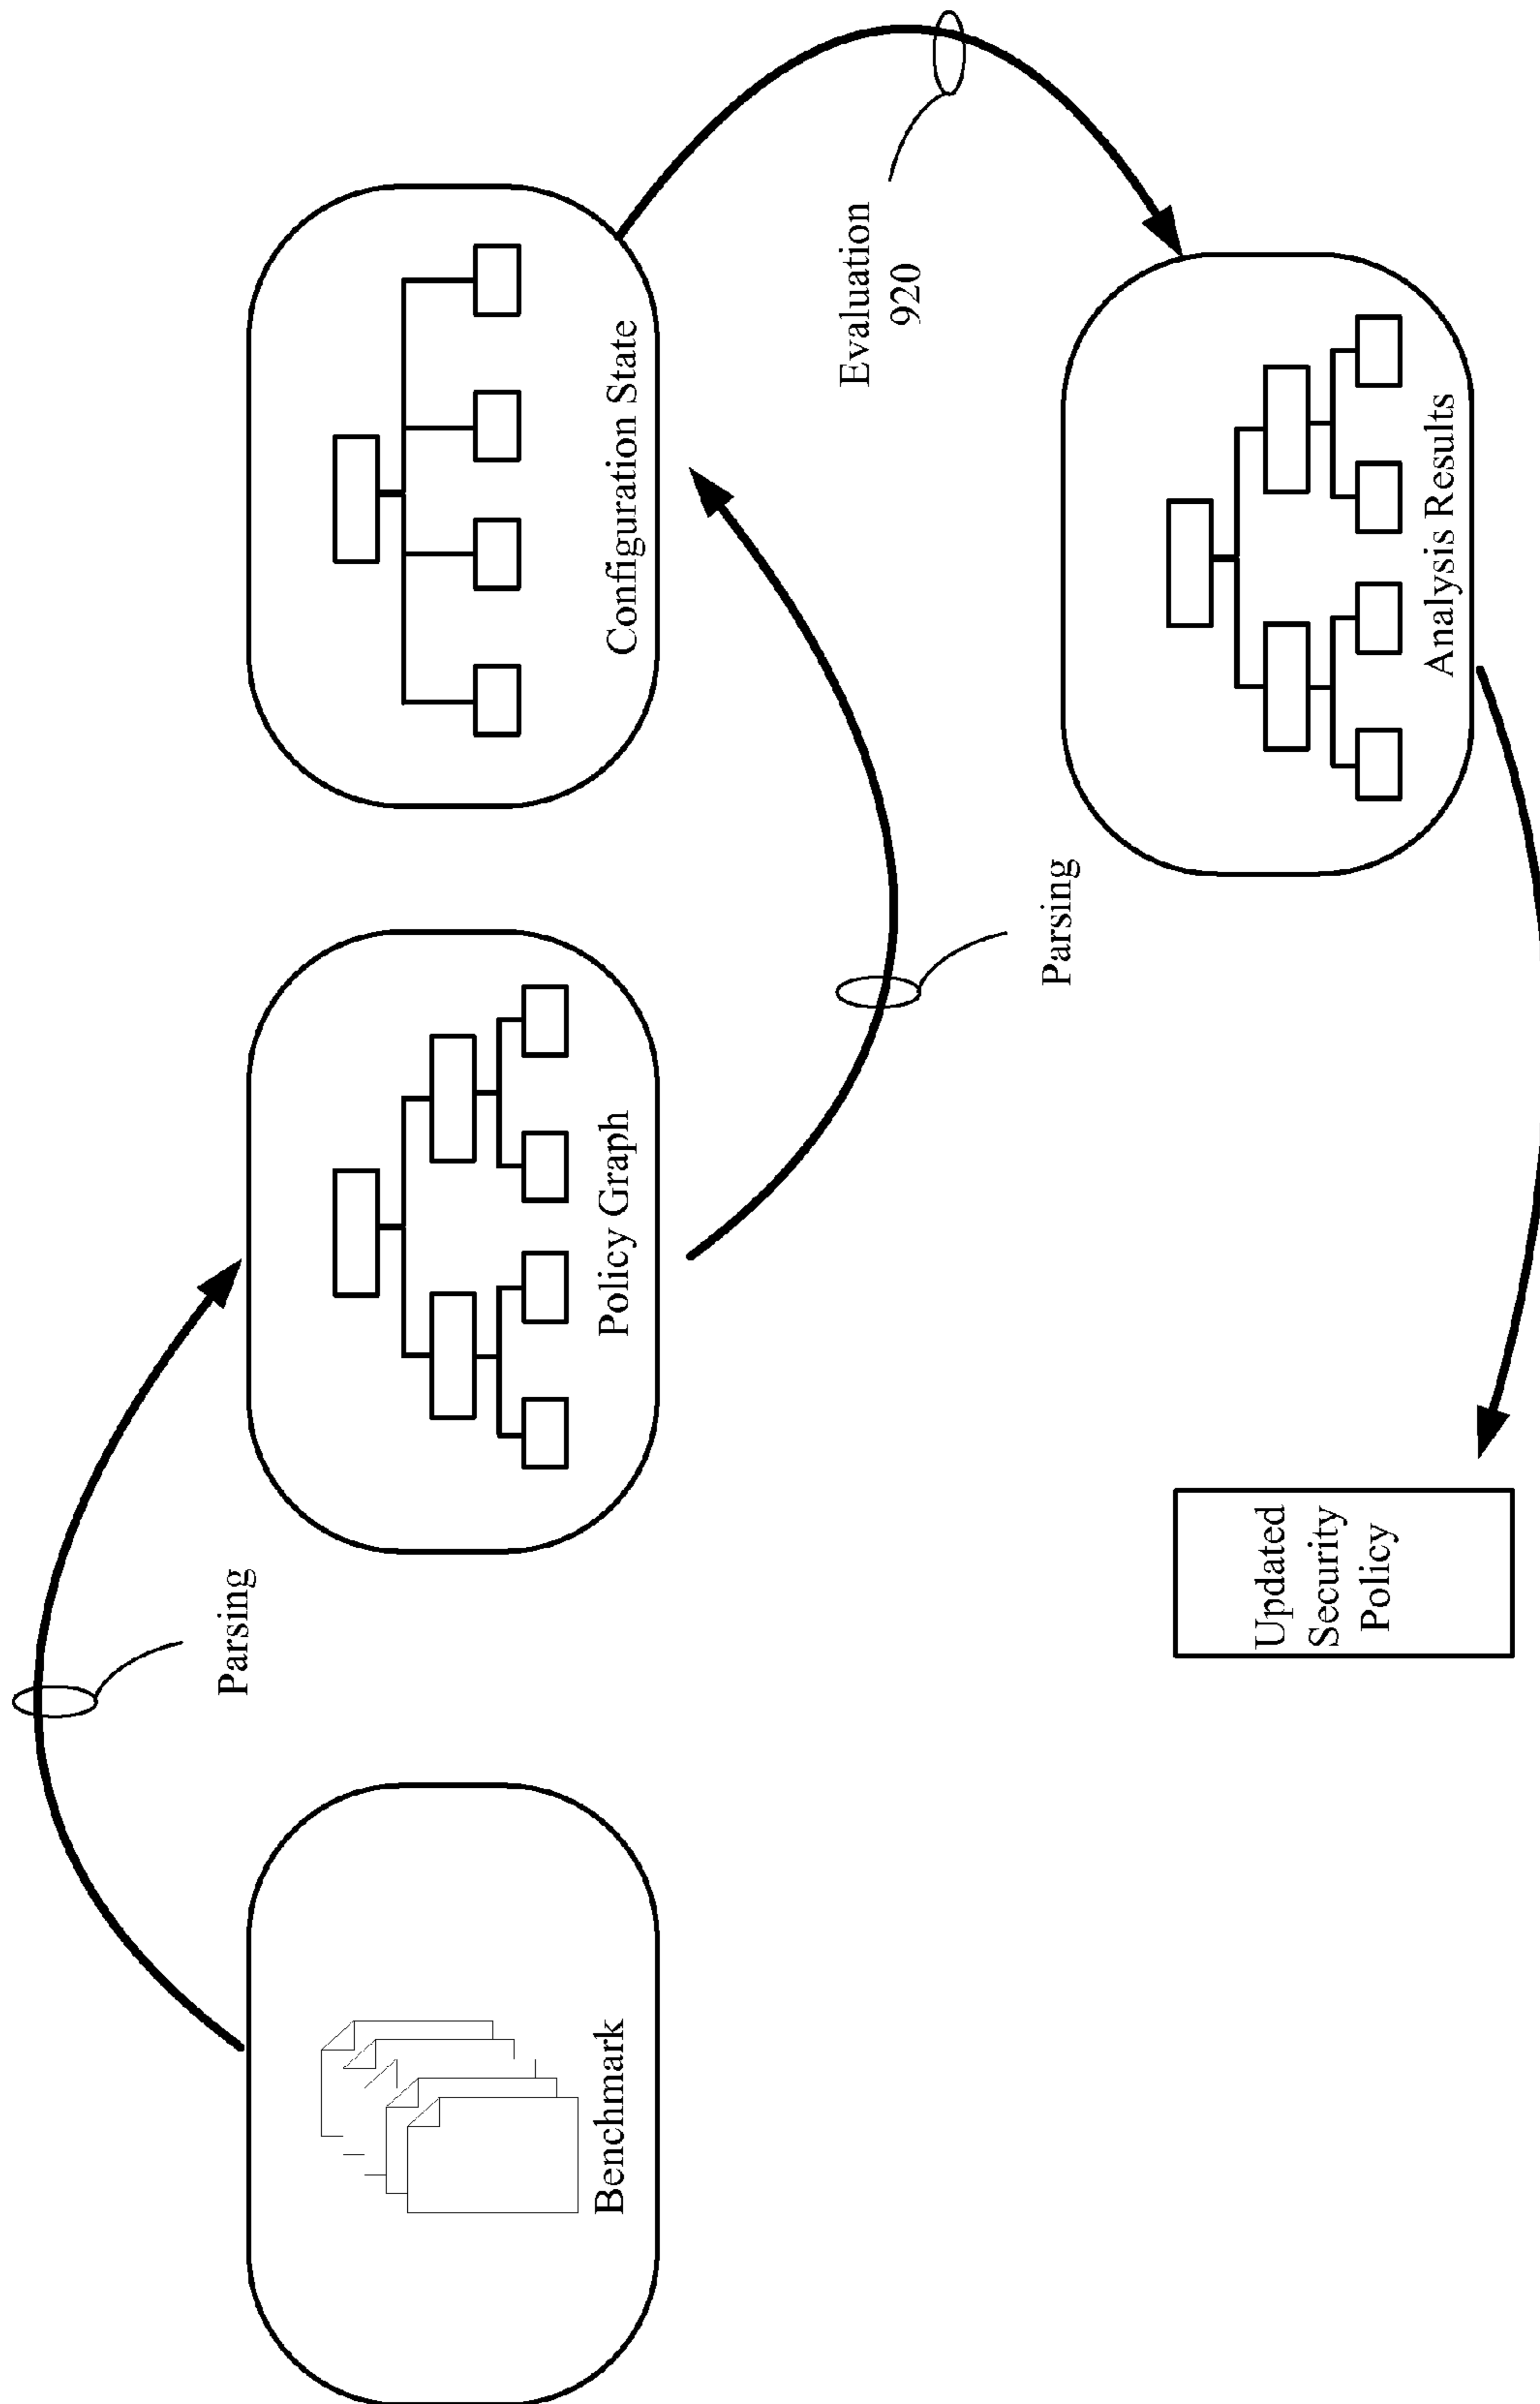 Parsing
Benchmark
Policy Graph
Configuration State
Parsing
Evaluation
920
Updated
Security
Policy
Analysis Results